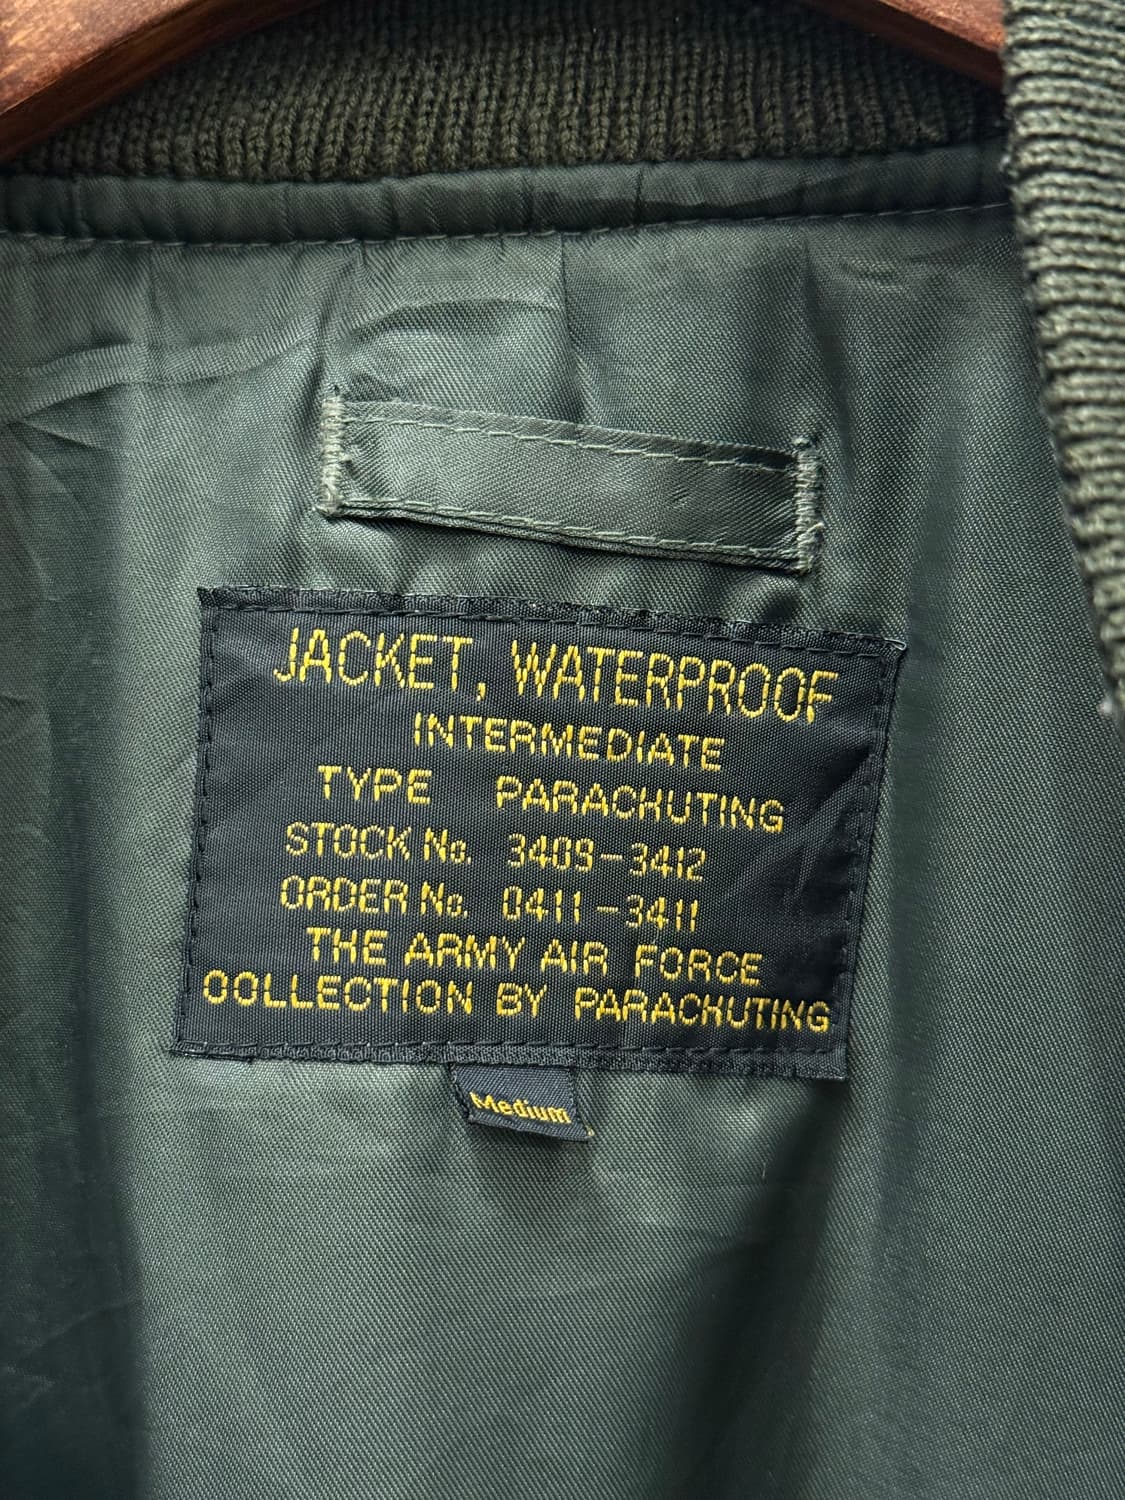 JACKET, WATERPROOF
INTERMEDIATE
TYPE PARACHUTING
STOCK No. 3409-3412
ORDER No. 0411-3411
THE ARMY AIR FORCE
COLLECTION BY PARACHUTING
Medium